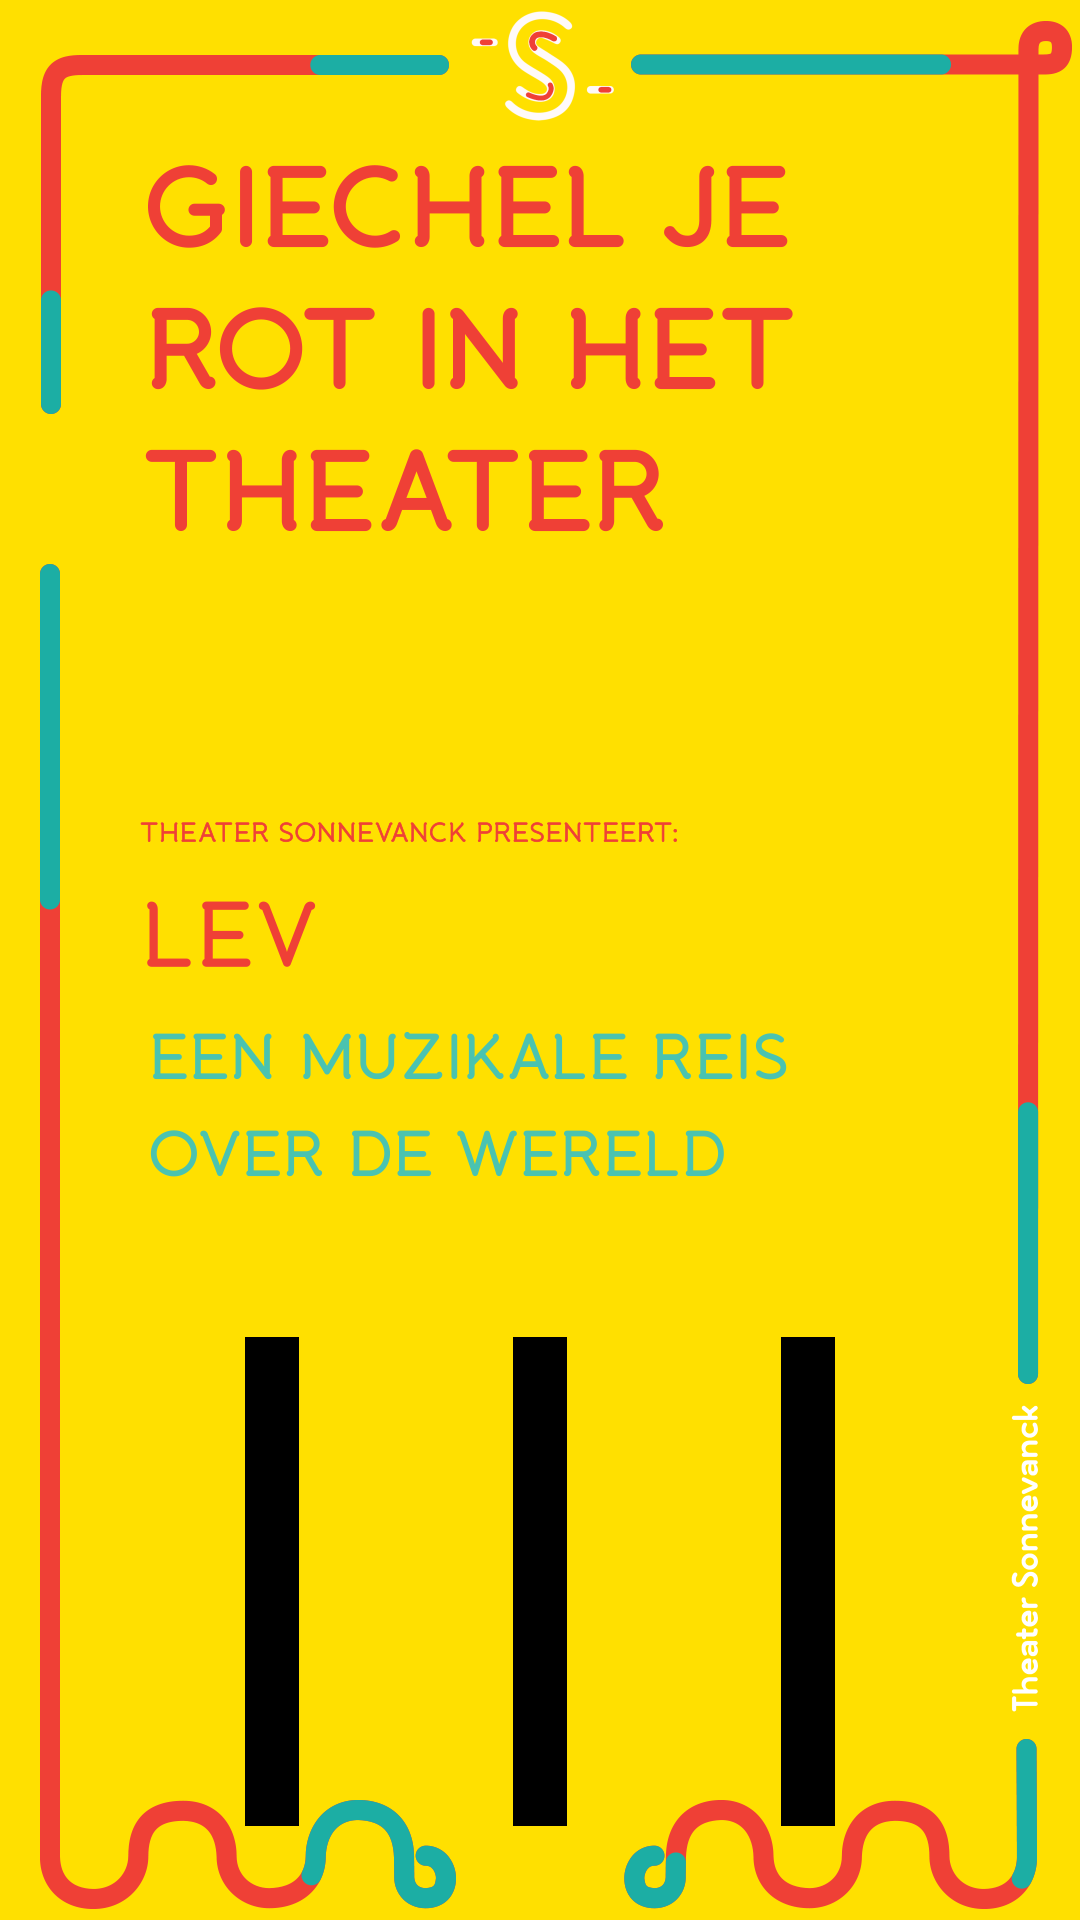 GIECHEL JE
ROT IN HET
THEATER
THEATER SONNEVANCK PRESENTEERT:
LEV
EEN MUZIKALE REIS
OVER DE WERELD
Theater Sonnevanck